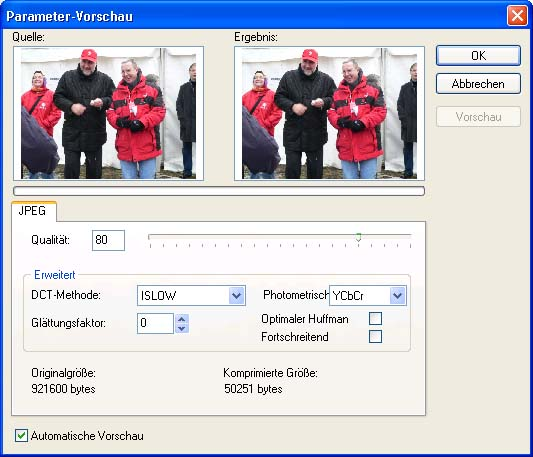 Parameter-Vorschau
Quelle:
Ergebnis:
OK
Abbrechen
Vorschau
JPEG
Qualität: 80
Erweitert
DCT-Methode: ISLOW
Photometrisch YCbCr
Glättungsfaktor: 0
Optimaler Huffman
Fortschreitend
Originalgröße:
921600 bytes
Komprimierte Größe:
50251 bytes
Automatische Vorschau